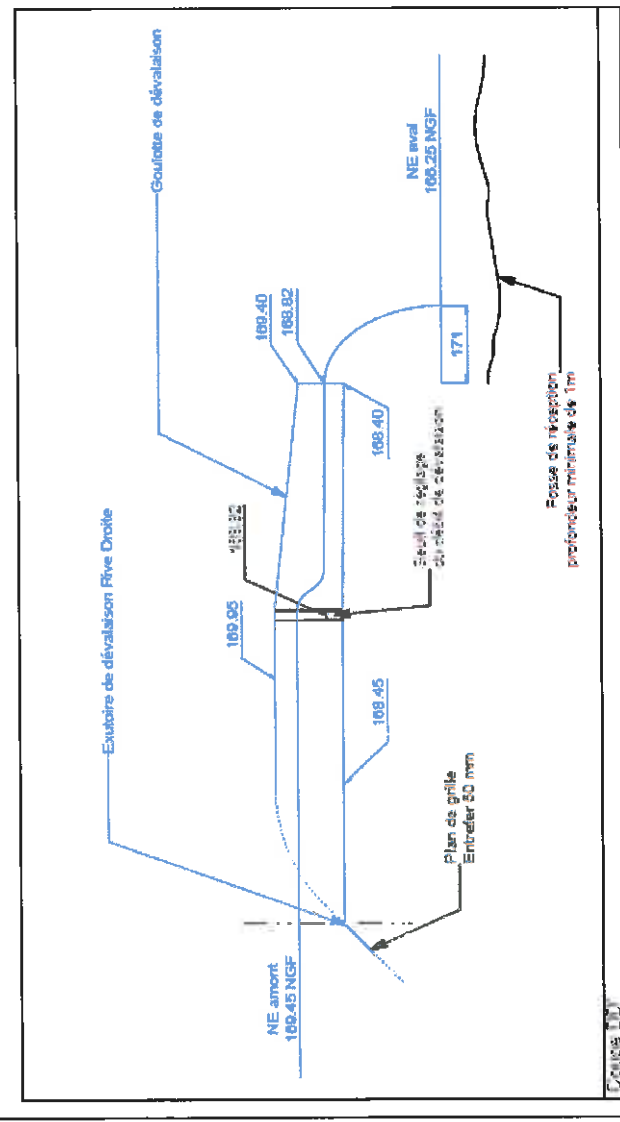 Exutoire de dévalaison Rive Droite
Goulotte de dévalaison
NE amont
169.45 NGF
169.95
169.40
168.82
NE aval
166.25 NGF
168.45
168.40
171
Seuil de réglage
du débit de dévalaison
Plan de grille
Entrefer 50 mm
Fosse de réception
profondeur minimale de 1m
Coupe